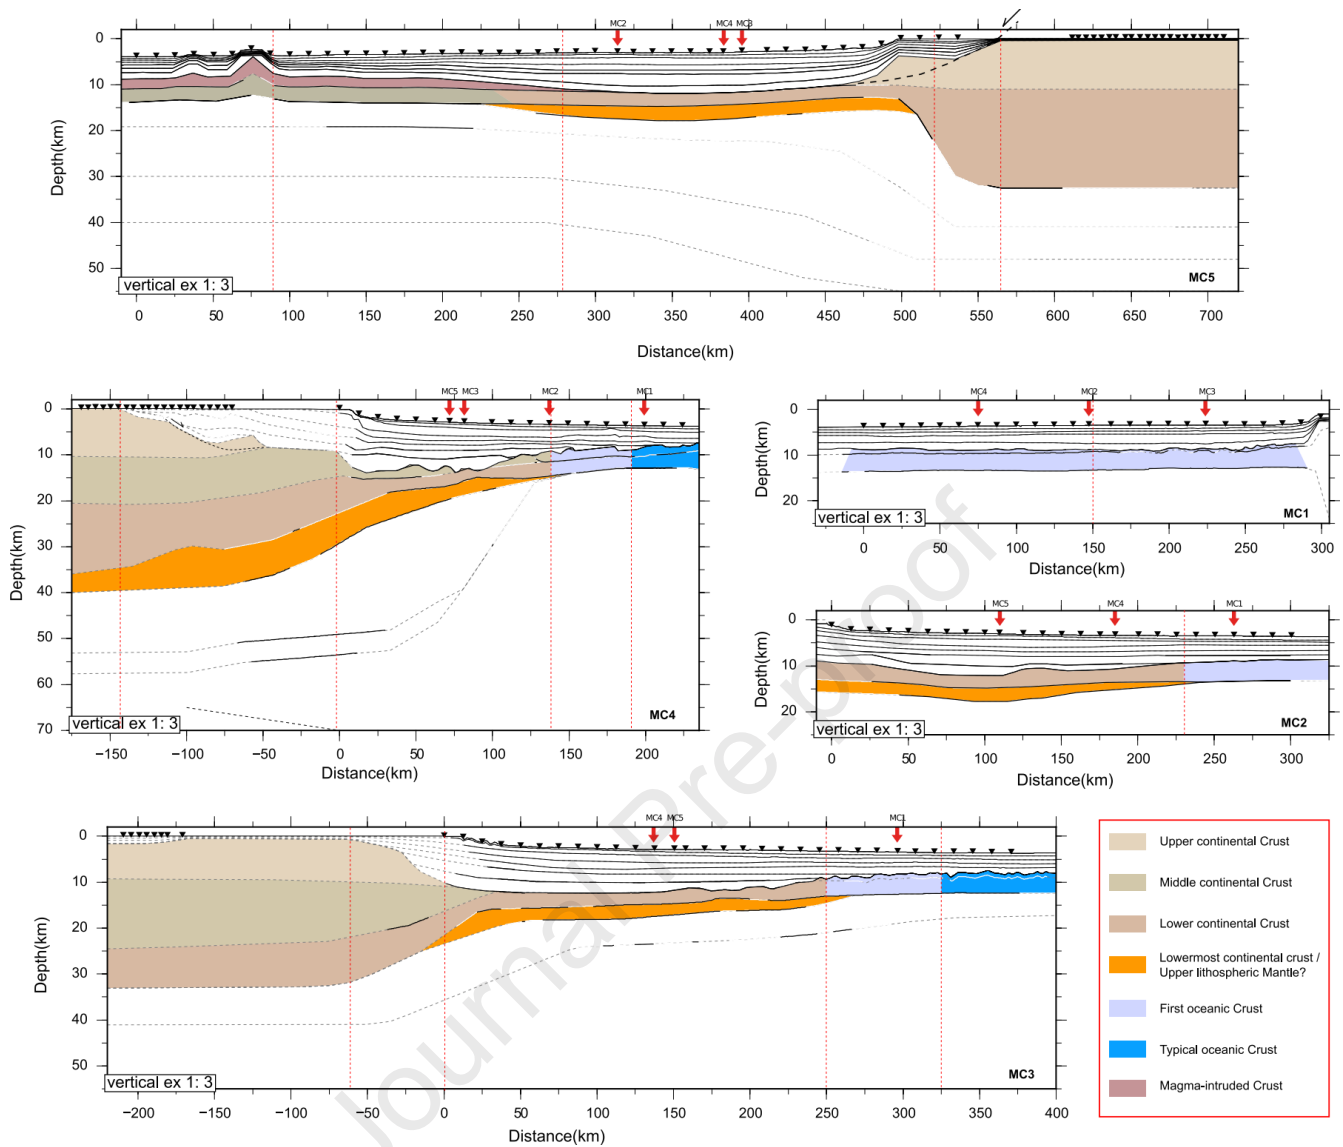 MC2 MC4 MC3
0
10
20
30
40
50
Depth(km)
vertical ex 1: 3
MC5
0 50 100 150 200 250 300 350 400 450 500 550 600 650 700
Distance(km)
MC5 MC3 MC2 MC1
0
10
20
30
40
50
60
70
Depth(km)
vertical ex 1: 3
MC4
−150 −100 −50 0 50 100 150 200
Distance(km)
MC4 MC2 MC3
0
10
20
Depth(km)
vertical ex 1: 3
MC1
0 50 100 150 200 250 300
Distance(km)
MC5 MC4 MC1
0
10
20
Depth(km)
vertical ex 1: 3
MC2
0 50 100 150 200 250 300
Distance(km)
MC4 MC5 MC1
0
10
20
30
40
50
Depth(km)
vertical ex 1: 3
MC3
−200 −150 −100 −50 0 50 100 150 200 250 300 350 400
Distance(km)
Upper continental Crust
Middle continental Crust
Lower continental Crust
Lowermost continental crust /
Upper lithospheric Mantle?
First oceanic Crust
Typical oceanic Crust
Magma-intruded Crust
Journal Pre-proof